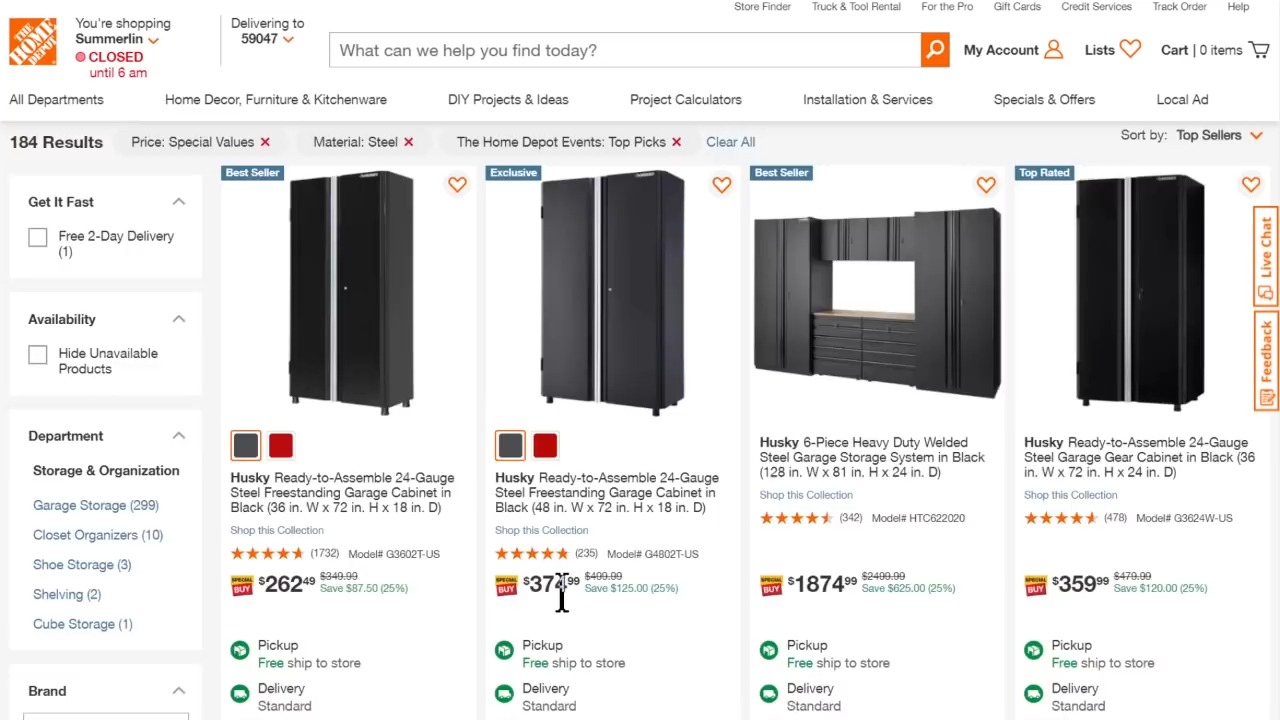 Store Finder Truck & Tool Rental For the Pro Gift Cards Credit Services Track Order Help
THE HOME DEPOT
You're shopping
Summerlin
CLOSED
until 6 am
Delivering to
59047
What can we help you find today?
My Account
Lists
Cart | 0 items
All Departments Home Decor, Furniture & Kitchenware DIY Projects & Ideas Project Calculators Installation & Services Specials & Offers Local Ad
184 Results
Price: Special Values
Material: Steel
The Home Depot Events: Top Picks
Clear All
Sort by: Top Sellers
Get It Fast
Free 2-Day Delivery
(1)
Availability
Hide Unavailable
Products
Department
Storage & Organization
Garage Storage (299)
Closet Organizers (10)
Shoe Storage (3)
Shelving (2)
Cube Storage (1)
Brand
Best Seller
Husky Ready-to-Assemble 24-Gauge
Steel Freestanding Garage Cabinet in
Black (36 in. W x 72 in. H x 18 in. D)
Shop this Collection
(1732) Model# G3602T-US
SPECIAL BUY $262.49 $349.99
Save $87.50 (25%)
Pickup
Free ship to store
Delivery
Standard
Exclusive
Husky Ready-to-Assemble 24-Gauge
Steel Freestanding Garage Cabinet in
Black (48 in. W x 72 in. H x 18 in. D)
Shop this Collection
(235) Model# G4802T-US
SPECIAL BUY $374.99 $499.99
Save $125.00 (25%)
Pickup
Free ship to store
Delivery
Standard
Best Seller
Husky 6-Piece Heavy Duty Welded
Steel Garage Storage System in Black
(128 in. W x 81 in. H x 24 in. D)
Shop this Collection
(342) Model# HTC622020
SPECIAL BUY $1874.99 $2499.99
Save $625.00 (25%)
Pickup
Free ship to store
Delivery
Standard
Top Rated
Husky Ready-to-Assemble 24-Gauge
Steel Garage Gear Cabinet in Black (36
in. W x 72 in. H x 24 in. D)
Shop this Collection
(478) Model# G3624W-US
SPECIAL BUY $359.99 $479.99
Save $120.00 (25%)
Pickup
Free ship to store
Delivery
Standard
Live Chat
Feedback